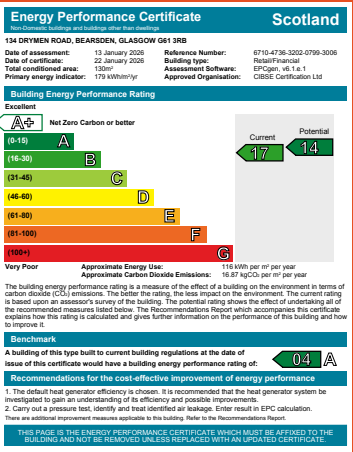 Energy Performance Certificate
Scotland
Non-Domestic buildings and buildings other than dwellings
134 DRYMEN ROAD, BEARSDEN, GLASGOW G61 3RB
Date of assessment: 13 January 2026 Reference Number: 6710-4736-3202-0799-3006
Date of certificate: 22 January 2026 Building type: Retail/Financial
Total conditioned area: 130m² Assessment Software: EPCgen, v6.1.e.1
Primary energy indicator: 179 kWh/m²/yr Approved Organisation: CIBSE Certification Ltd
Building Energy Performance Rating
Excellent
A+ Net Zero Carbon or better
Current Potential
(0-15) A 17 14
(16-30) B
(31-45) C
(46-60) D
(61-80) E
(81-100) F
(100+) G
Very Poor Approximate Energy Use: 116 kWh per m² per year
Approximate Carbon Dioxide Emissions: 16.87 kgCO₂ per m² per year
The building energy performance rating is a measure of the effect of a building on the environment in terms of
carbon dioxide (CO₂) emissions. The better the rating, the less impact on the environment. The current rating
is based upon an assessor's survey of the building. The potential rating shows the effect of undertaking all of
the recommended measures listed below. The Recommendations Report which accompanies this certificate
explains how this rating is calculated and gives further information on the performance of this building and how
to improve it.
Benchmark
A building of this type built to current building regulations at the date of
issue of this certificate would have a building energy performance rating of: 04 A
Recommendations for the cost-effective improvement of energy performance
1. The default heat generator efficiency is chosen. It is recommended that the heat generator system be
investigated to gain an understanding of its efficiency and possible improvements.
2. Carry out a pressure test, identify and treat identified air leakage. Enter result in EPC calculation.
There are additional improvement measures applicable to this building. Refer to the Recommendations Report.
THIS PAGE IS THE ENERGY PERFORMANCE CERTIFICATE WHICH MUST BE AFFIXED TO THE
BUILDING AND NOT BE REMOVED UNLESS REPLACED WITH AN UPDATED CERTIFICATE.